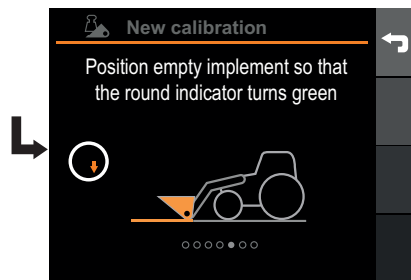 New calibration
Position empty implement so that
the round indicator turns green